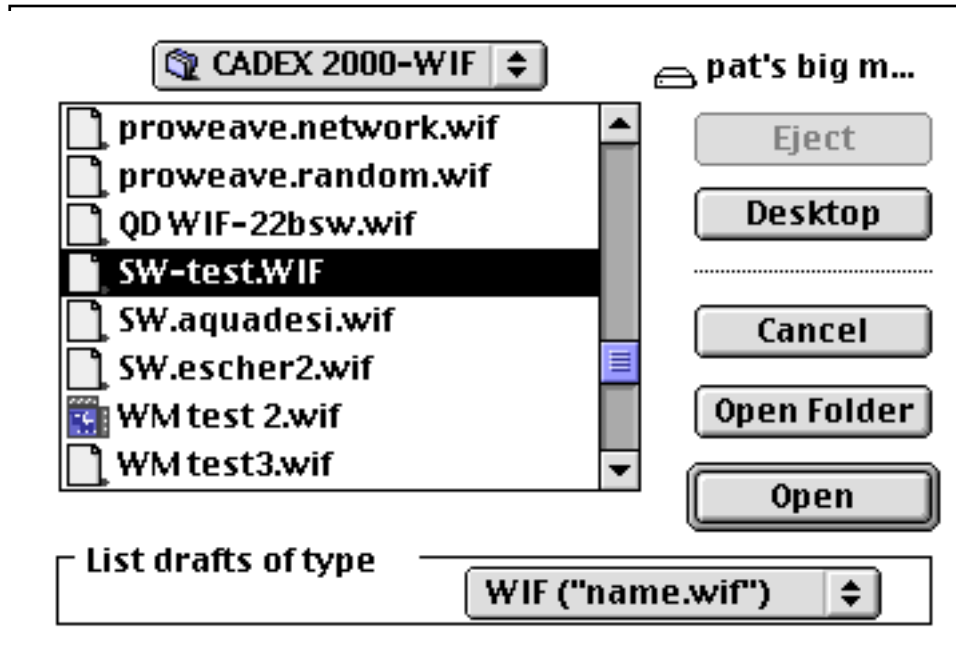 CADEX 2000-WIF
pat's big m...
proweave.network.wif
proweave.random.wif
QD WIF-22bsw.wif
SW-test.WIF
SW.aquadesi.wif
SW.escher2.wif
WM test 2.wif
WM test3.wif
Eject
Desktop
Cancel
Open Folder
Open
List drafts of type
WIF ("name.wif")